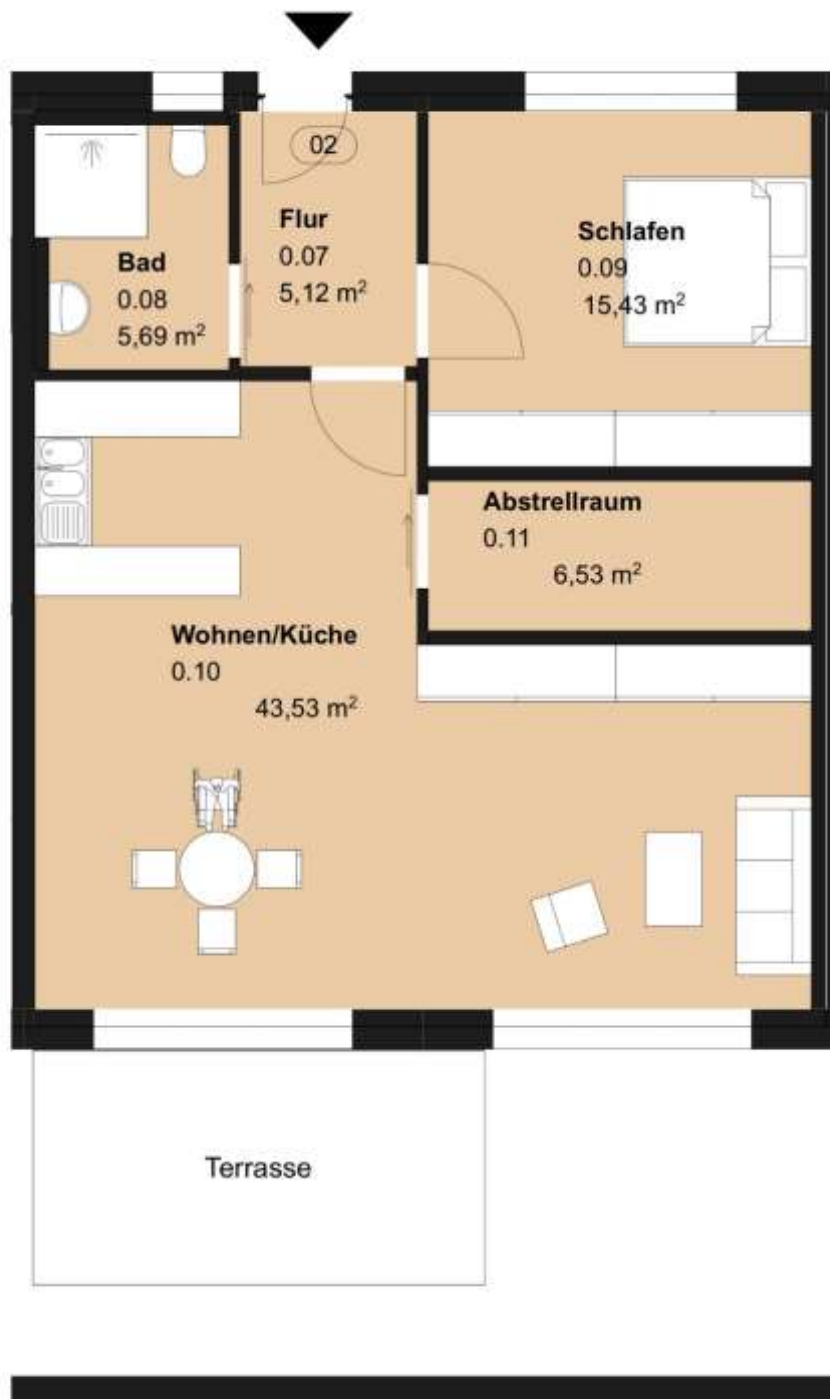 02
Flur
0.07
5,12 m²
Bad
0.08
5,69 m²
Schlafen
0.09
15,43 m²
Abstrellraum
0.11
6,53 m²
Wohnen/Küche
0.10
43,53 m²
Terrasse